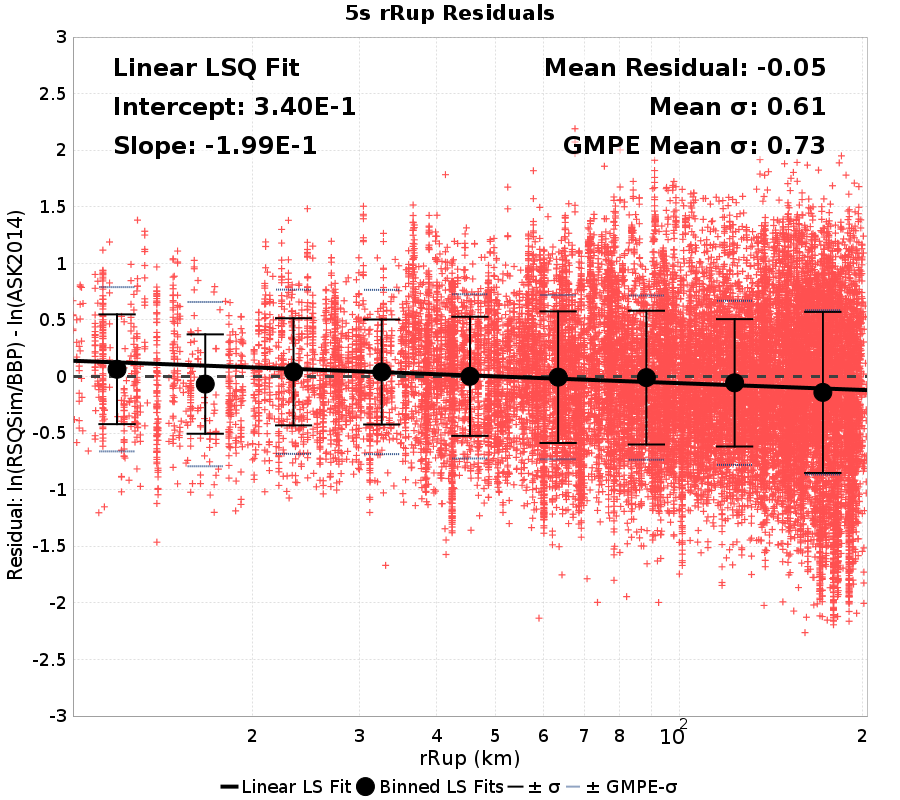 5s rRup Residuals
Linear LSQ Fit
Intercept: 3.40E-1
Slope: -1.99E-1
Mean Residual: -0.05
Mean σ: 0.61
GMPE Mean σ: 0.73
Residual: ln(RSQSim/BBP) - ln(ASK2014)
3
2.5
2
1.5
1
0.5
0
-0.5
-1
-1.5
-2
-2.5
-3
2 3 4 5 6 7 8 10² 2
rRup (km)
Linear LS Fit Binned LS Fits ± σ ± GMPE-σ